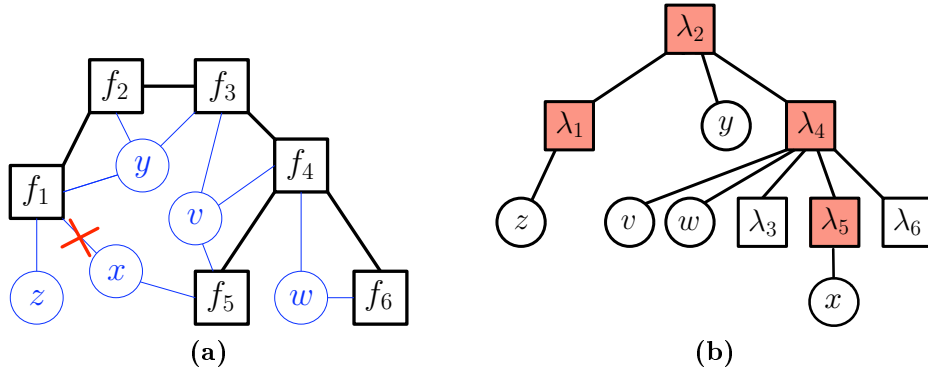 f₂ f₃
y f₄
f₁
v
x
z f₅ w f₆
(a)
λ₂
λ₁ y λ₄
z v w λ₃ λ₅ λ₆
x
(b)